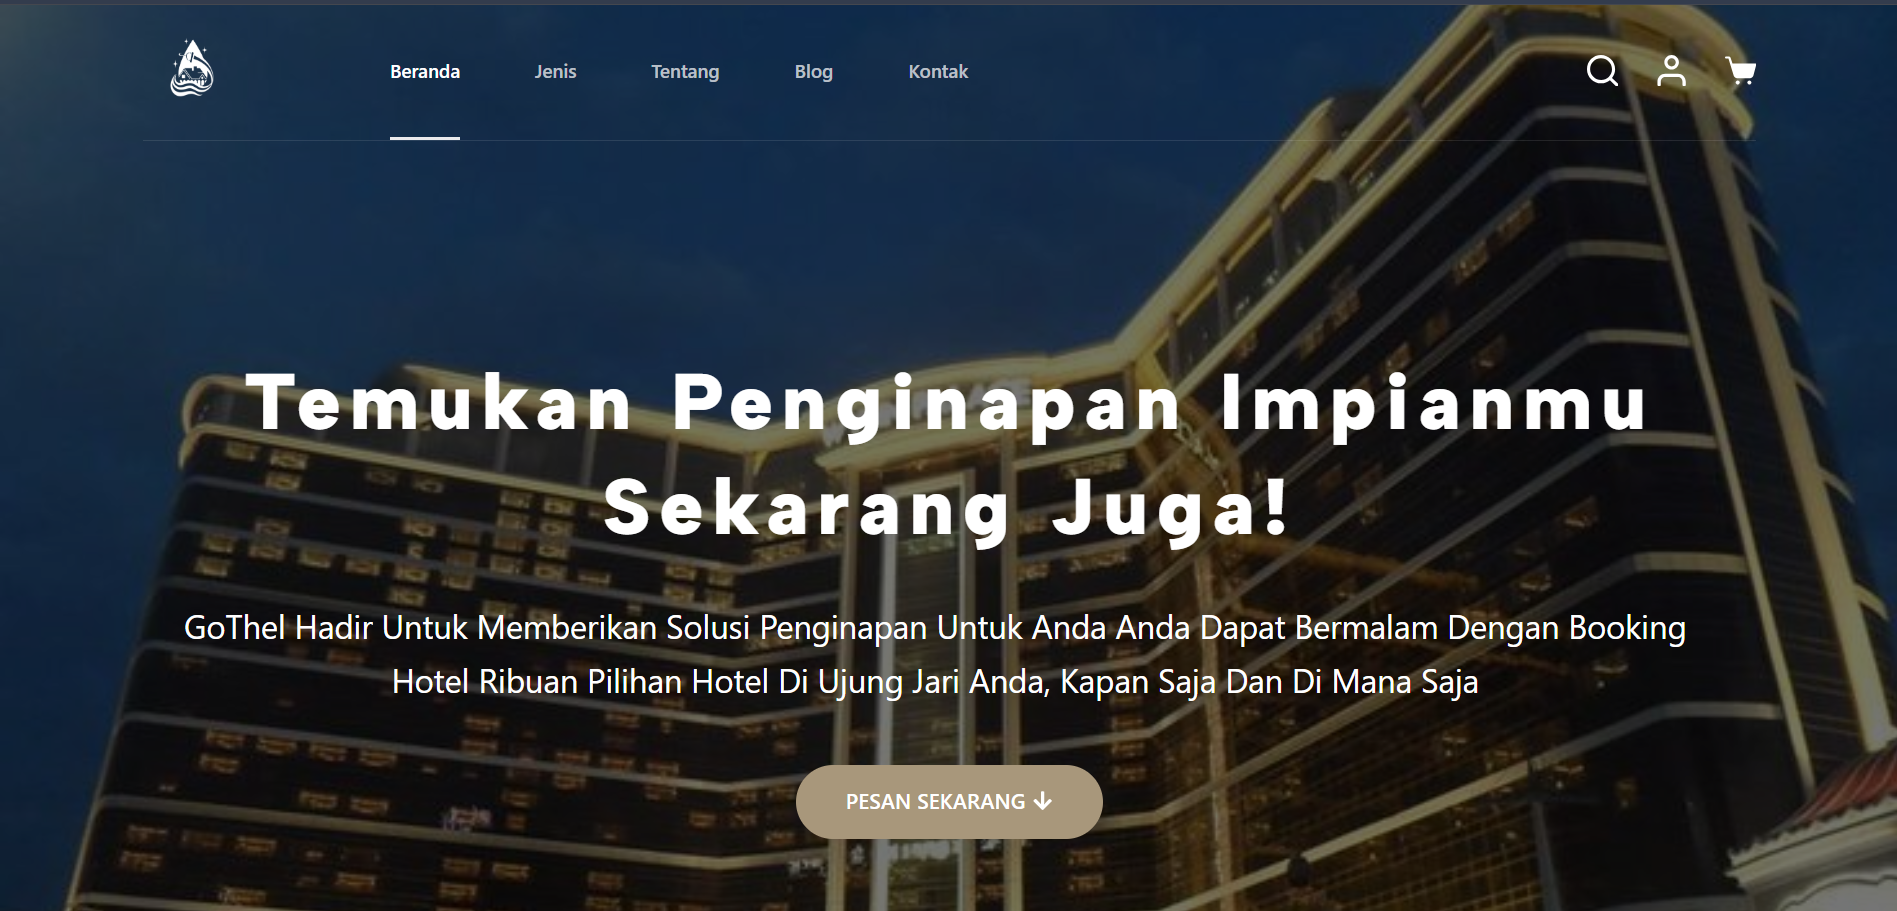 Beranda
Jenis
Tentang
Blog
Kontak
Temukan Penginapan Impianmu
Sekarang Juga!
GoThel Hadir Untuk Memberikan Solusi Penginapan Untuk Anda Anda Dapat Bermalam Dengan Booking
Hotel Ribuan Pilihan Hotel Di Ujung Jari Anda, Kapan Saja Dan Di Mana Saja
PESAN SEKARANG